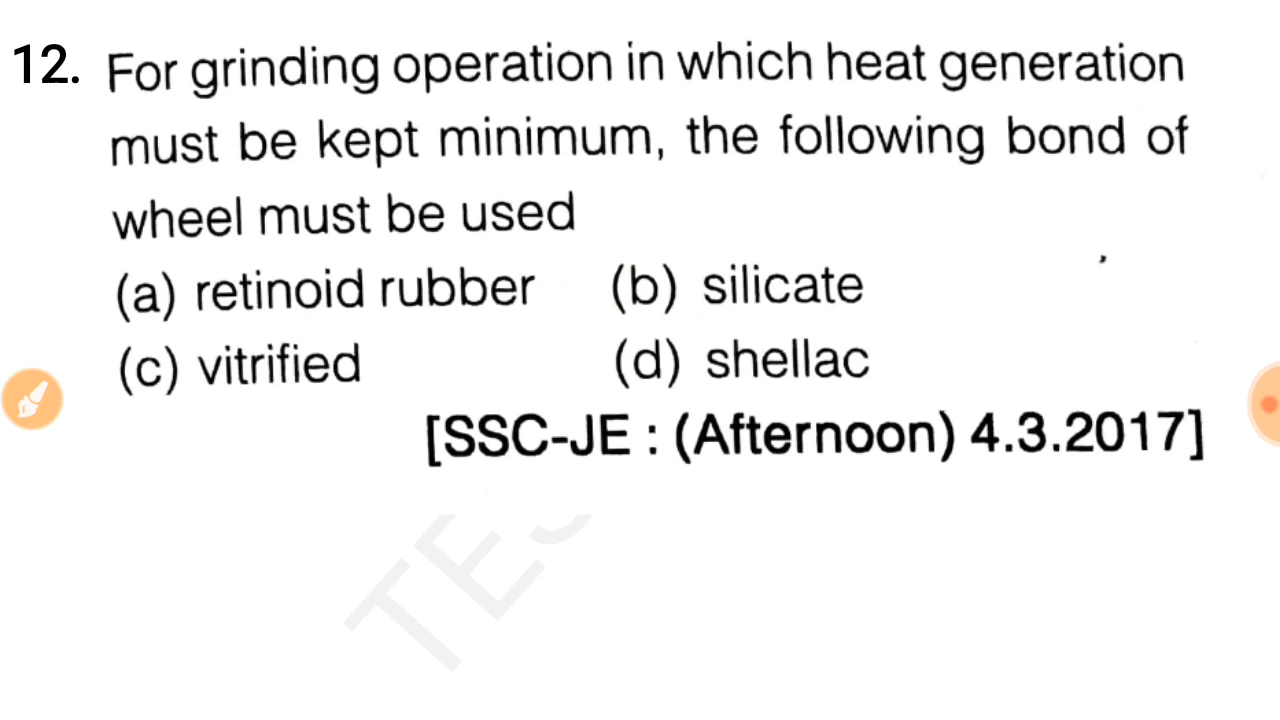 12. For grinding operation in which heat generation
must be kept minimum, the following bond of
wheel must be used
(a) retinoid rubber (b) silicate
(c) vitrified (d) shellac
[SSC-JE : (Afternoon) 4.3.2017]